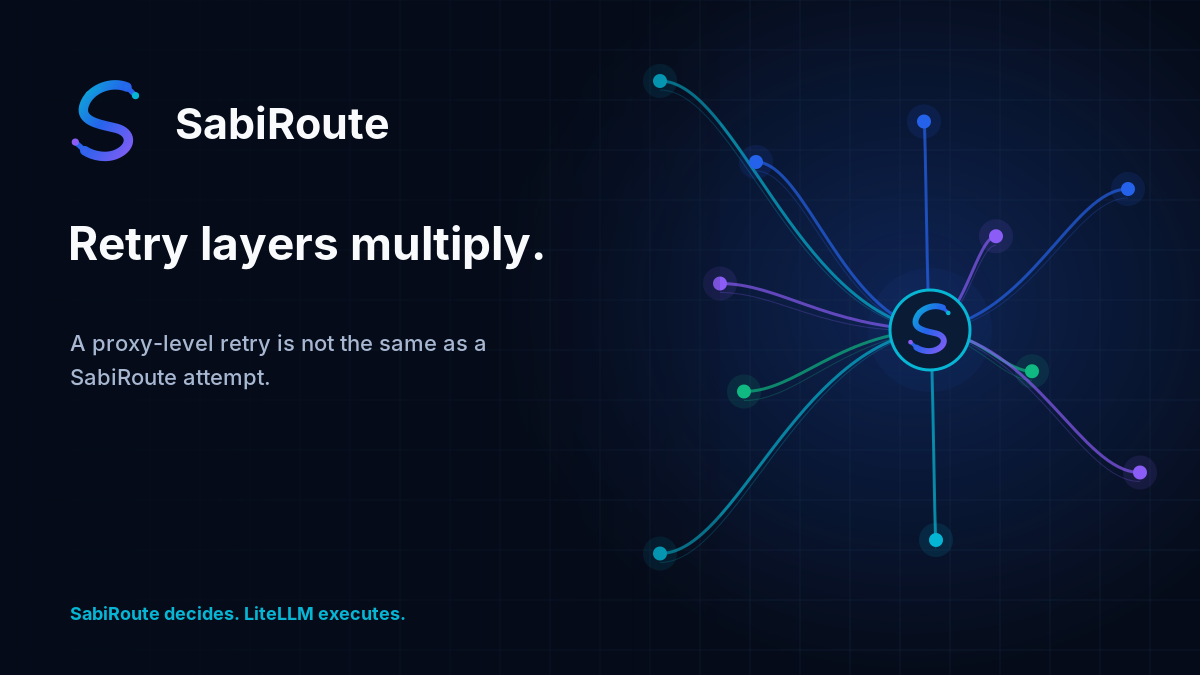 SabiRoute
Retry layers multiply.
A proxy-level retry is not the same as a
SabiRoute attempt.
SabiRoute decides. LiteLLM executes.